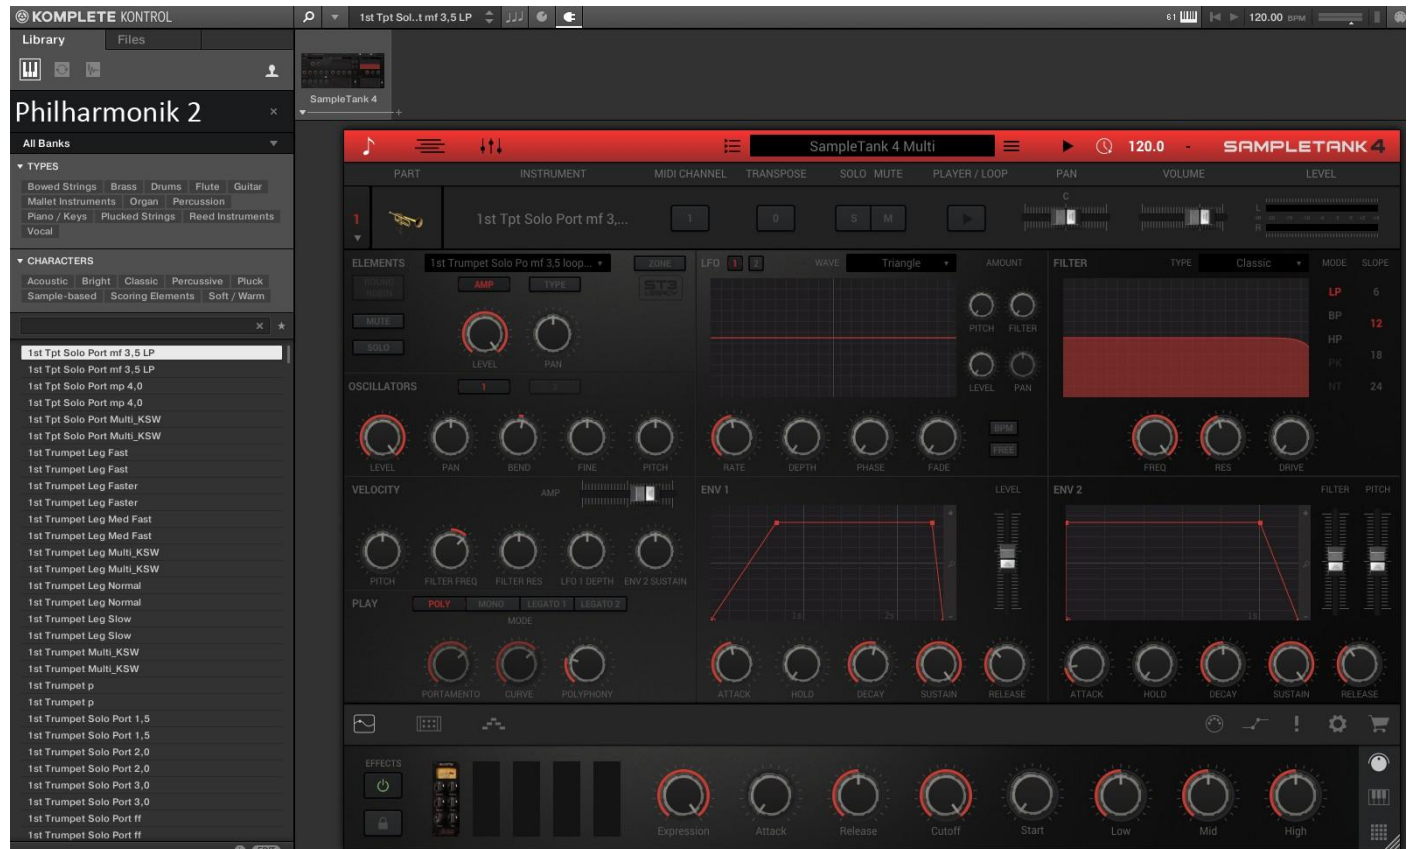 KOMPLETE KONTROL
1st Tpt Sol..t mf 3,5 LP
61
120.00 BPM
Library Files
Philharmonik 2 ×
All Banks
TYPES
Bowed Strings Brass Drums Flute Guitar
Mallet Instruments Organ Percussion
Piano / Keys Plucked Strings Reed Instruments
Vocal
CHARACTERS
Acoustic Bright Classic Percussive Pluck
Sample-based Scoring Elements Soft / Warm
1st Tpt Solo Port mf 3,5 LP
1st Tpt Solo Port mf 3,5 LP
1st Tpt Solo Port mp 4,0
1st Tpt Solo Port mp 4,0
1st Tpt Solo Port Multi_KSW
1st Tpt Solo Port Multi_KSW
1st Trumpet Leg Fast
1st Trumpet Leg Fast
1st Trumpet Leg Faster
1st Trumpet Leg Faster
1st Trumpet Leg Med Fast
1st Trumpet Leg Med Fast
1st Trumpet Leg Multi_KSW
1st Trumpet Leg Multi_KSW
1st Trumpet Leg Normal
1st Trumpet Leg Normal
1st Trumpet Leg Slow
1st Trumpet Leg Slow
1st Trumpet Multi_KSW
1st Trumpet Multi_KSW
1st Trumpet p
1st Trumpet p
1st Trumpet Solo Port 1,5
1st Trumpet Solo Port 1,5
1st Trumpet Solo Port 2,0
1st Trumpet Solo Port 2,0
1st Trumpet Solo Port 3,0
1st Trumpet Solo Port 3,0
1st Trumpet Solo Port ff
1st Trumpet Solo Port ff
SampleTank 4
SampleTank 4 Multi
120.0 -
SAMPLETANK 4
PART INSTRUMENT MIDI CHANNEL TRANSPOSE SOLO MUTE PLAYER / LOOP PAN VOLUME LEVEL
1 1st Tpt Solo Port mf 3,... 1 0 S M C L R
ELEMENTS 1st Trumpet Solo Po mf 3,5 loop... ZONE
AMP TYPE ST3 LEGACY
MUTE
SOLO
LEVEL PAN
OSCILLATORS 1 2
LEVEL PAN BEND FINE PITCH
VELOCITY AMP
PITCH FILTER FREQ FILTER RES LFO 1 DEPTH ENV 2 SUSTAIN
PLAY POLY MONO LEGATO 1 LEGATO 2
MODE
PORTAMENTO CURVE POLYPHONY
LFO 1 2 WAVE Triangle AMOUNT
PITCH FILTER
LEVEL PAN
BPM
FREE
RATE DEPTH PHASE FADE
FILTER TYPE Classic MODE SLOPE
LP 6
BP 12
HP 18
PK
NT 24
FREQ RES DRIVE
ENV 1 LEVEL
1s 2s
ATTACK HOLD DECAY SUSTAIN RELEASE
ENV 2 FILTER PITCH
1s
ATTACK HOLD DECAY SUSTAIN RELEASE
EFFECTS
Expression Attack Release Cutoff Start Low Mid High